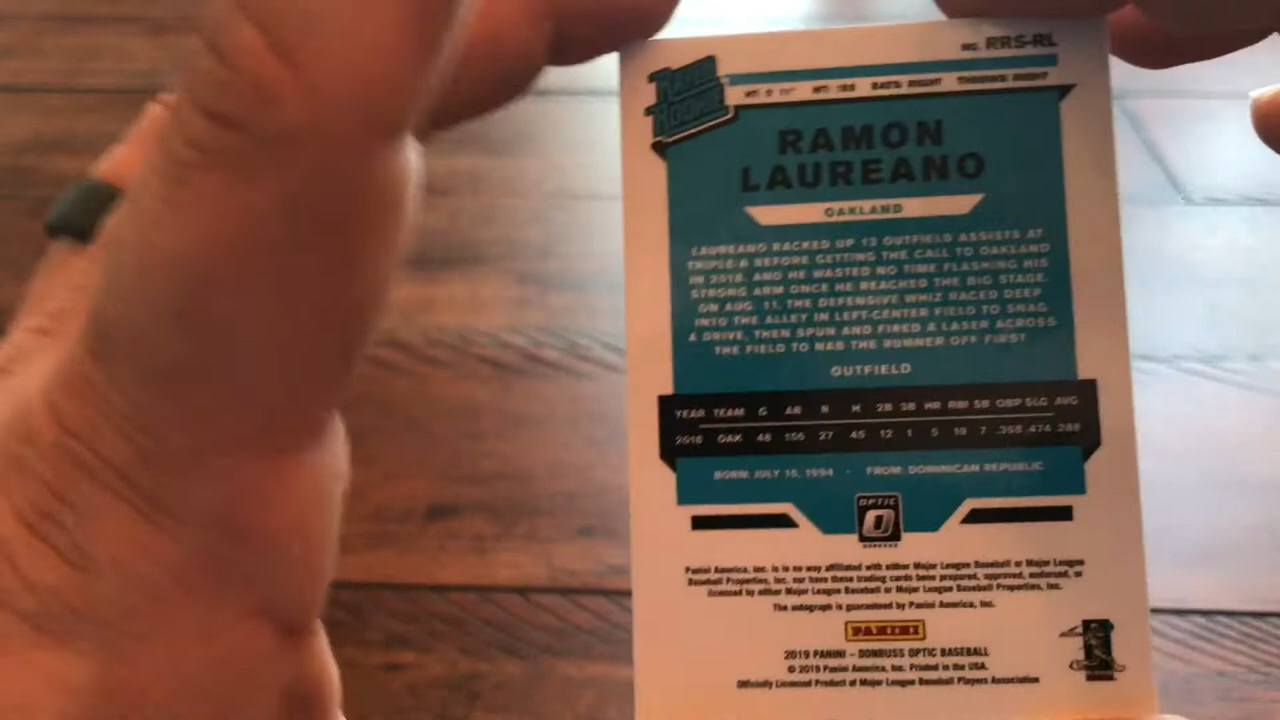 NO. RRS-RL
RATED
ROOKIE
HT: 5' 11" WT: 185 BATS: RIGHT THROWS: RIGHT
RAMON
LAUREANO
OAKLAND
LAUREANO RACKED UP 13 OUTFIELD ASSISTS AT
TRIPLE-A BEFORE GETTING THE CALL TO OAKLAND
IN 2018. AND HE WASTED NO TIME FLASHING HIS
STRONG ARM ONCE HE REACHED THE BIG STAGE.
ON AUG. 11, THE DEFENSIVE WHIZ RACED DEEP
INTO THE ALLEY IN LEFT-CENTER FIELD TO SNAG
A DRIVE, THEN SPUN AND FIRED A LASER ACROSS
THE FIELD TO NAB THE RUNNER OFF FIRST
OUTFIELD
YEAR TEAM G AB R H 2B 3B HR RBI SB OBP SLG AVG
2018 OAK 48 156 27 45 12 1 5 19 7 .358 .474 .288
BORN: JULY 15, 1994 - FROM: DOMINICAN REPUBLIC
OPTIC
O
DONRUSS
Panini America, Inc. is in no way affiliated with either Major League Baseball or Major League
Baseball Properties, Inc. nor have these trading cards been prepared, approved, endorsed, or
licensed by either Major League Baseball or Major League Baseball Properties, Inc.
The autograph is guaranteed by Panini America, Inc.
PANINI
2019 PANINI - DONRUSS OPTIC BASEBALL
© 2019 Panini America, Inc. Printed in the USA.
Officially Licensed Product of Major League Baseball Players Association